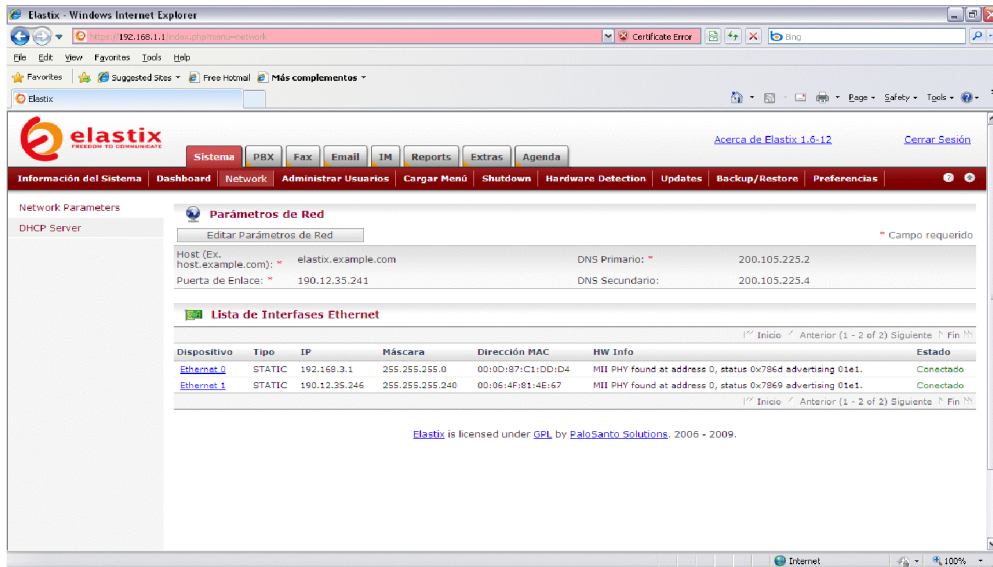 Elastix - Windows Internet Explorer
https://192.168.1.1/index.php?menu=network
Certificate Error
Bing
File Edit View Favorites Tools Help
Favorites Suggested Sites Free Hotmail Más complementos
Elastix
Page Safety Tools
elastix
FREEDOM TO COMMUNICATE
Acerca de Elastix 1.6-12
Cerrar Sesión
Sistema PBX Fax Email IM Reports Extras Agenda
Información del Sistema Dashboard Network Administrar Usuarios Cargar Menú Shutdown Hardware Detection Updates Backup/Restore Preferencias
Network Parameters
DHCP Server
Parámetros de Red
Editar Parámetros de Red
* Campo requerido
Host (Ex. host.example.com): * elastix.example.com DNS Primario: * 200.105.225.2
Puerta de Enlace: * 190.12.35.241 DNS Secundario: 200.105.225.4
Lista de Interfases Ethernet
Inicio Anterior (1 - 2 of 2) Siguiente Fin
Dispositivo Tipo IP Máscara Dirección MAC HW Info Estado
Ethernet 0 STATIC 192.168.3.1 255.255.255.0 00:0D:87:C1:DD:D4 MII PHY found at address 0, status 0x786d advertising 01e1. Conectado
Ethernet 1 STATIC 190.12.35.246 255.255.255.240 00:06:4F:81:4E:67 MII PHY found at address 0, status 0x7869 advertising 01e1. Conectado
Inicio Anterior (1 - 2 of 2) Siguiente Fin
Elastix is licensed under GPL by PaloSanto Solutions. 2006 - 2009.
Internet
100%